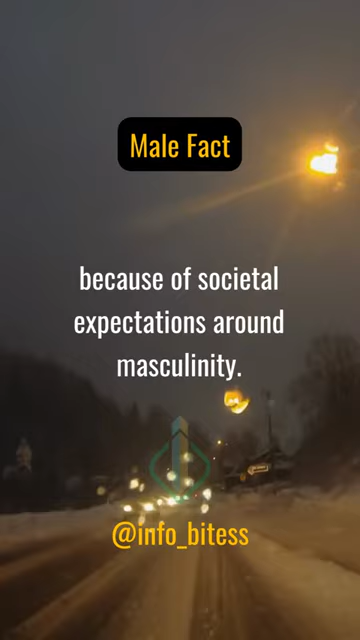 Male Fact
because of societal
expectations around
masculinity.
@info_bitess